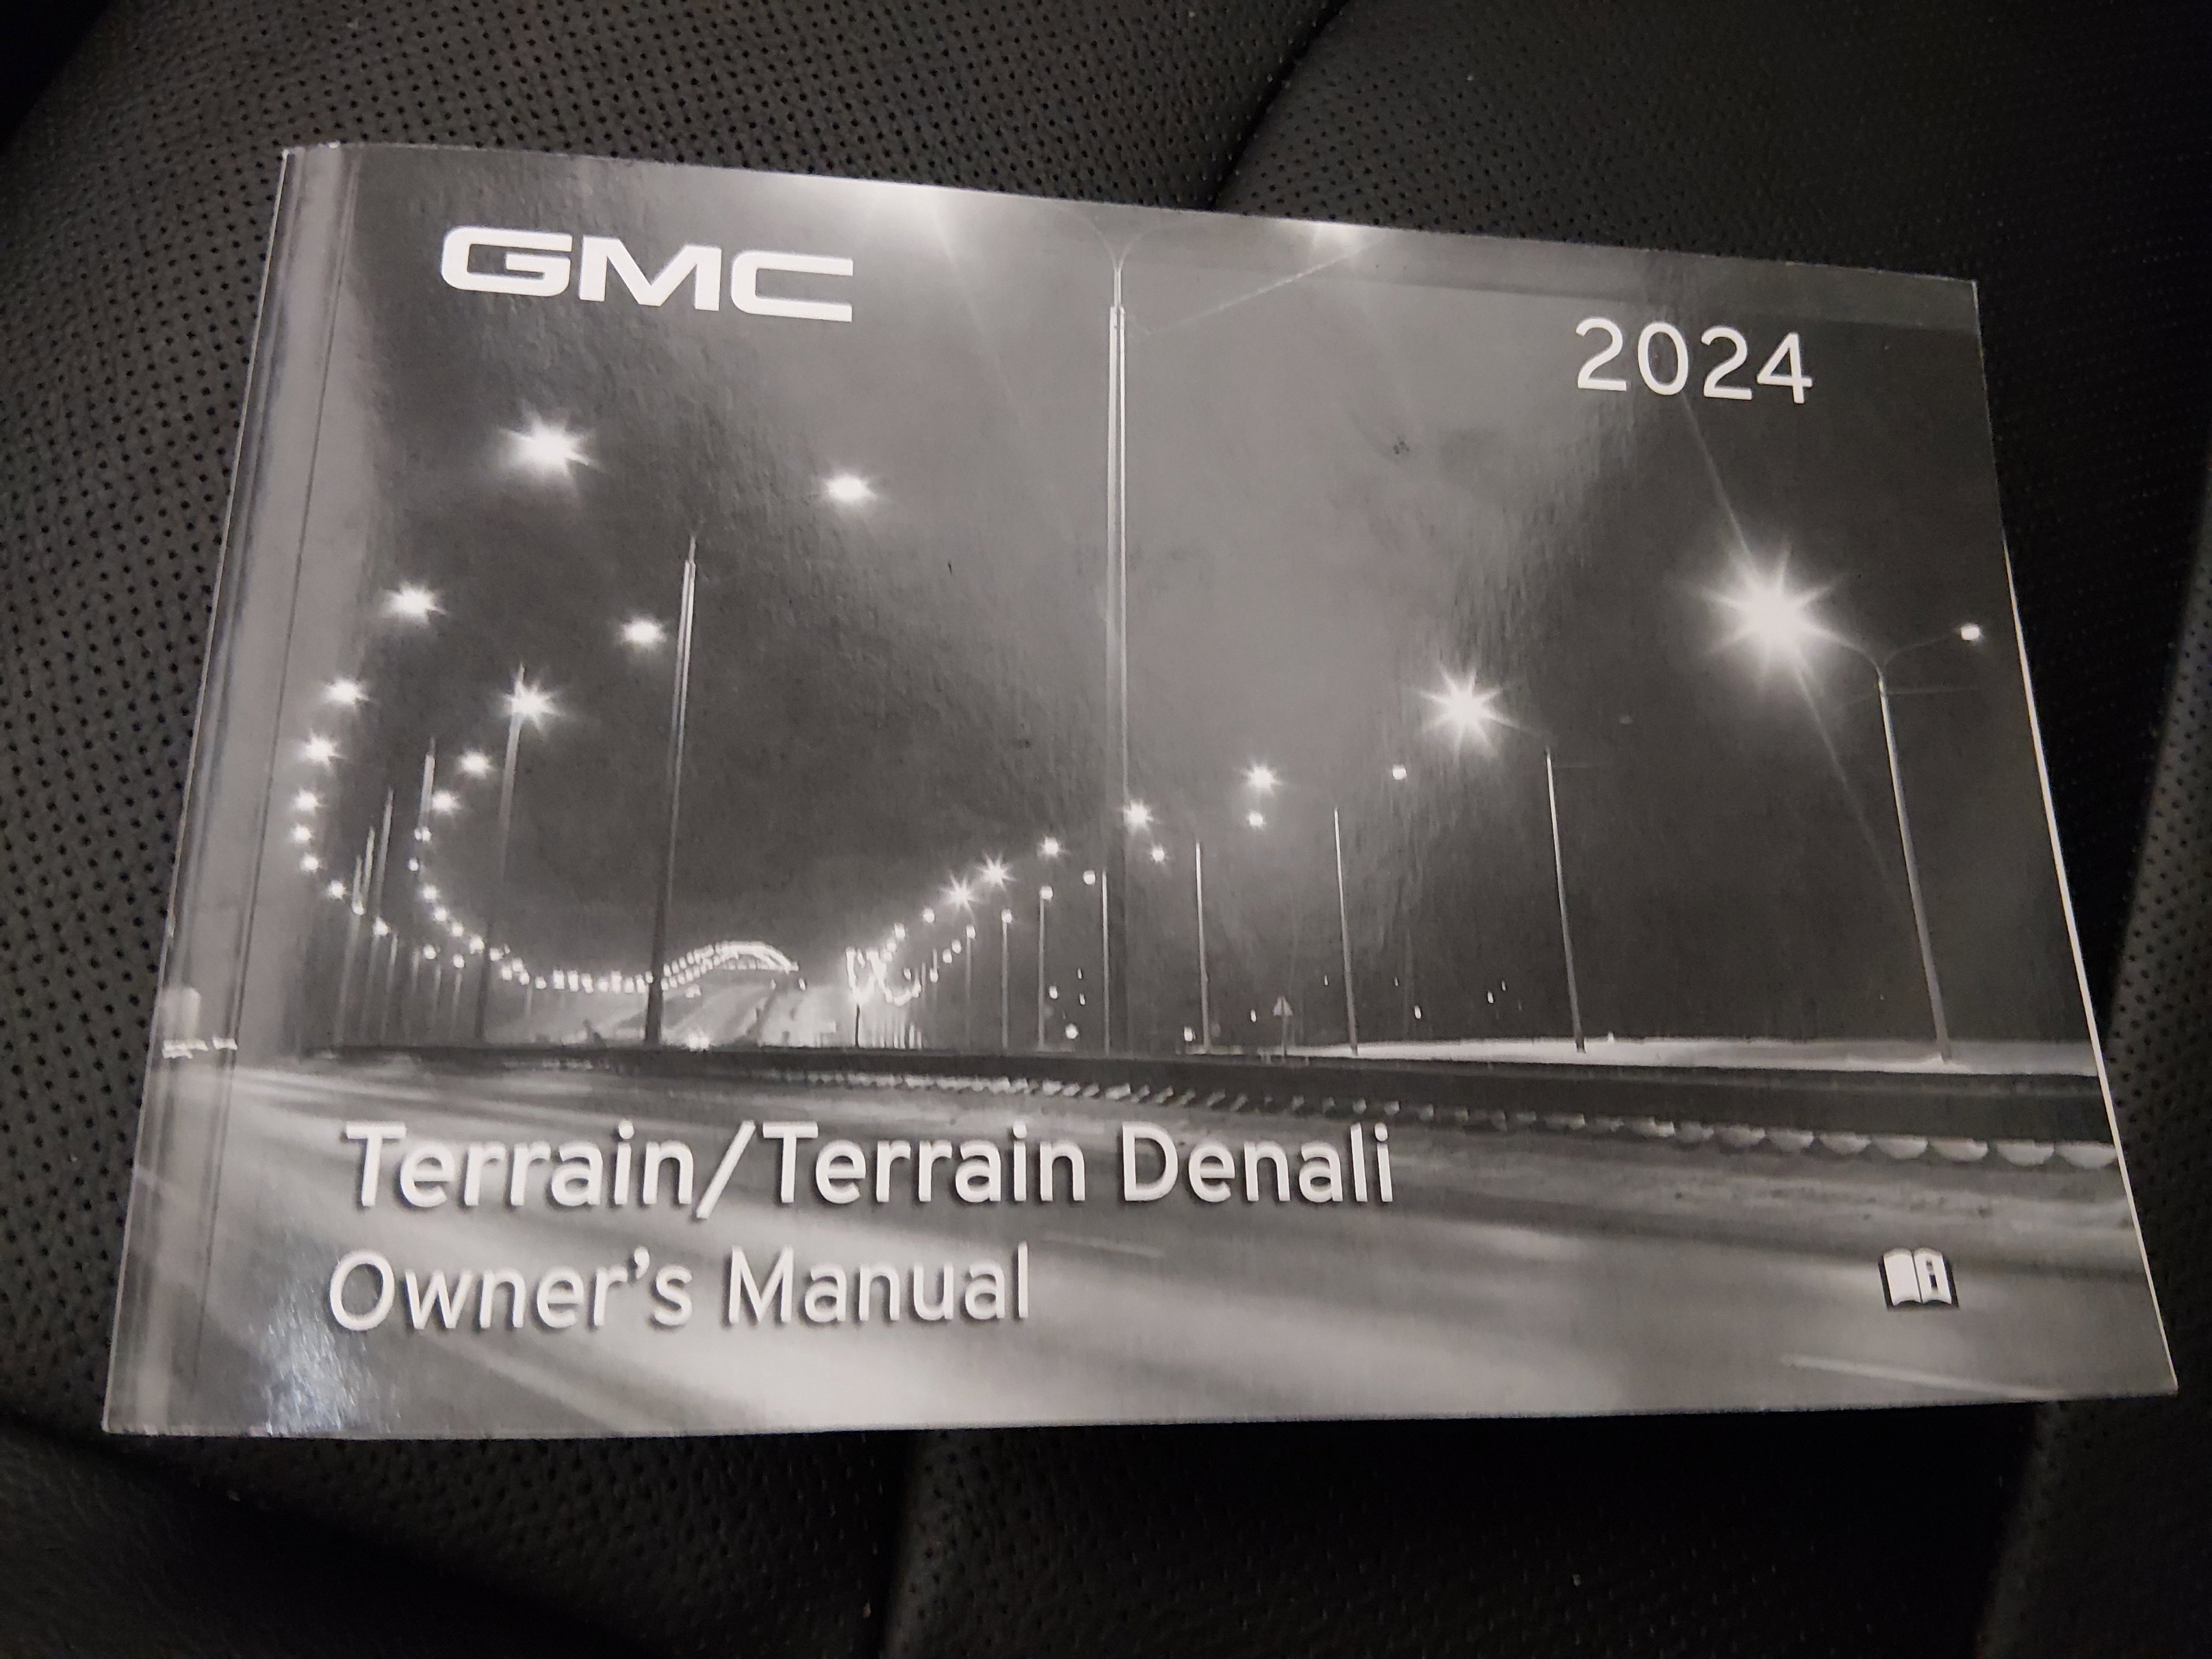 GMC
2024
Terrain/Terrain Denali
Owner's Manual